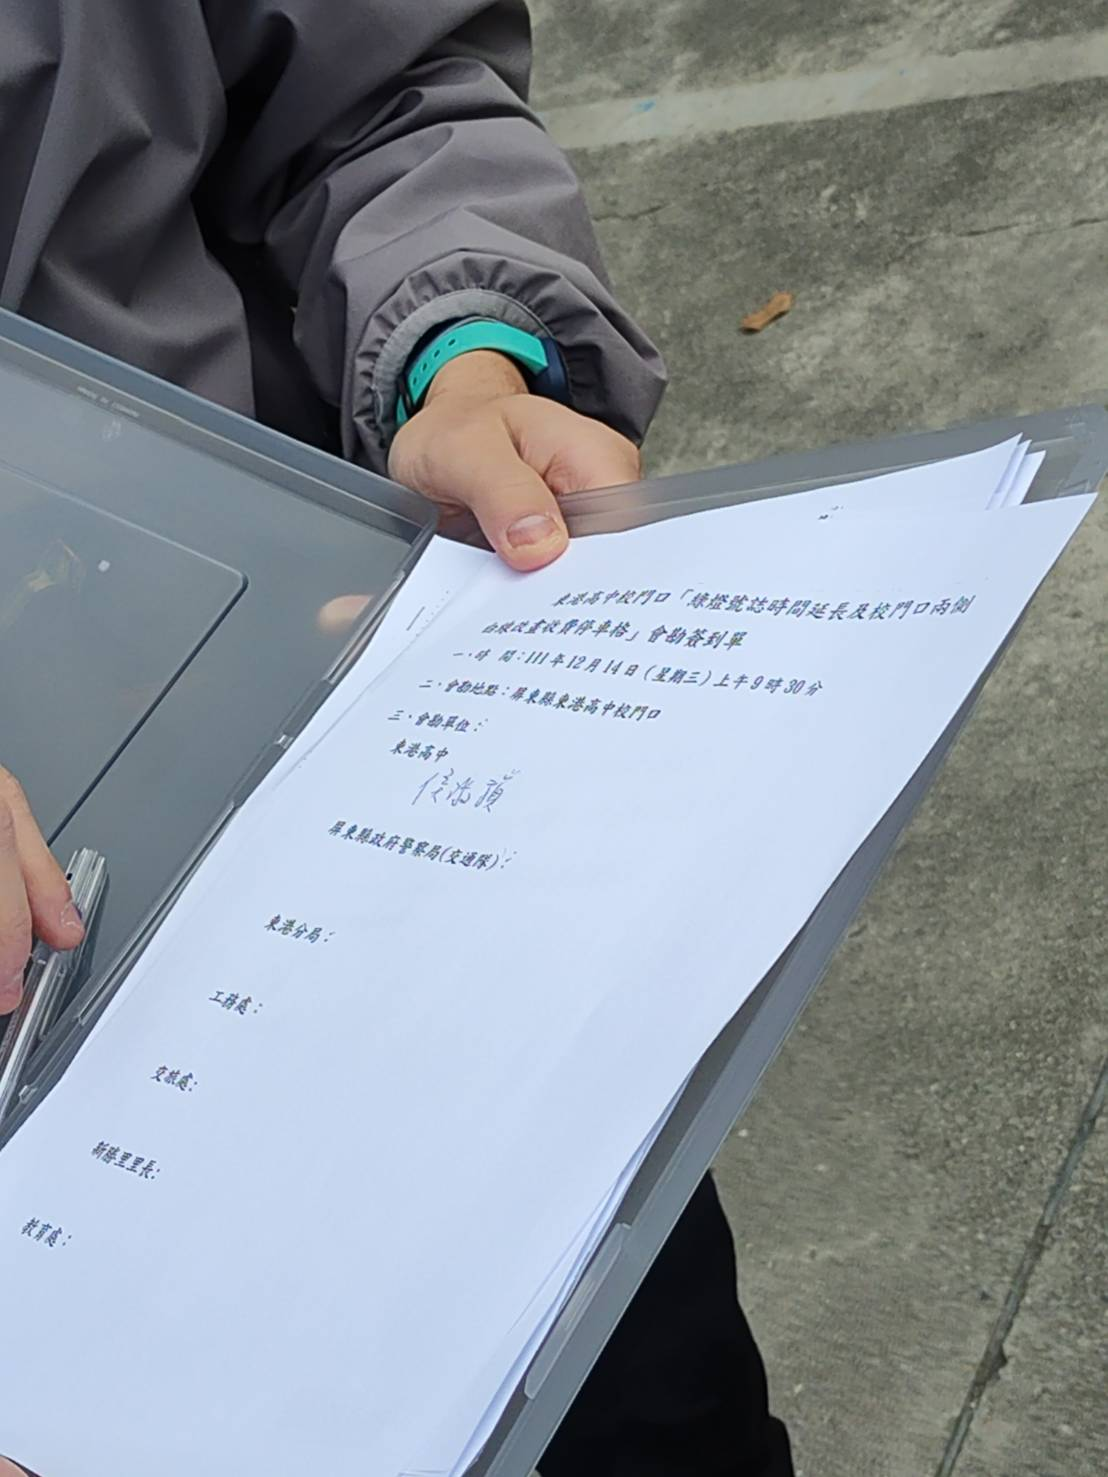 東港高中校門口「綠燈號誌時間延長及校門口兩側
白線改畫收費停車格」會勘簽到單
一、時 間：111年12月14日（星期三）上午9時30分
二、會勘地點：屏東縣東港高中校門口
三、會勘單位：
東港高中
屏東縣政府警察局(交通隊)：
東港分局：
工務處：
交旅處：
新勝里里長：
教育處：